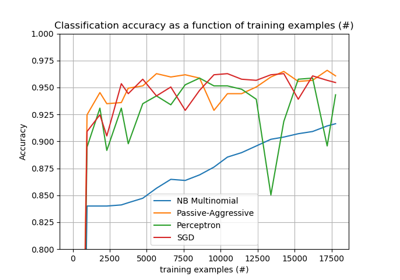 Classification accuracy as a function of training examples (#)
1.000
0.975
0.950
0.925
0.900
0.875
0.850
0.825
0.800
Accuracy
NB Multinomial
Passive-Aggressive
Perceptron
SGD
0 2500 5000 7500 10000 12500 15000 17500
training examples (#)